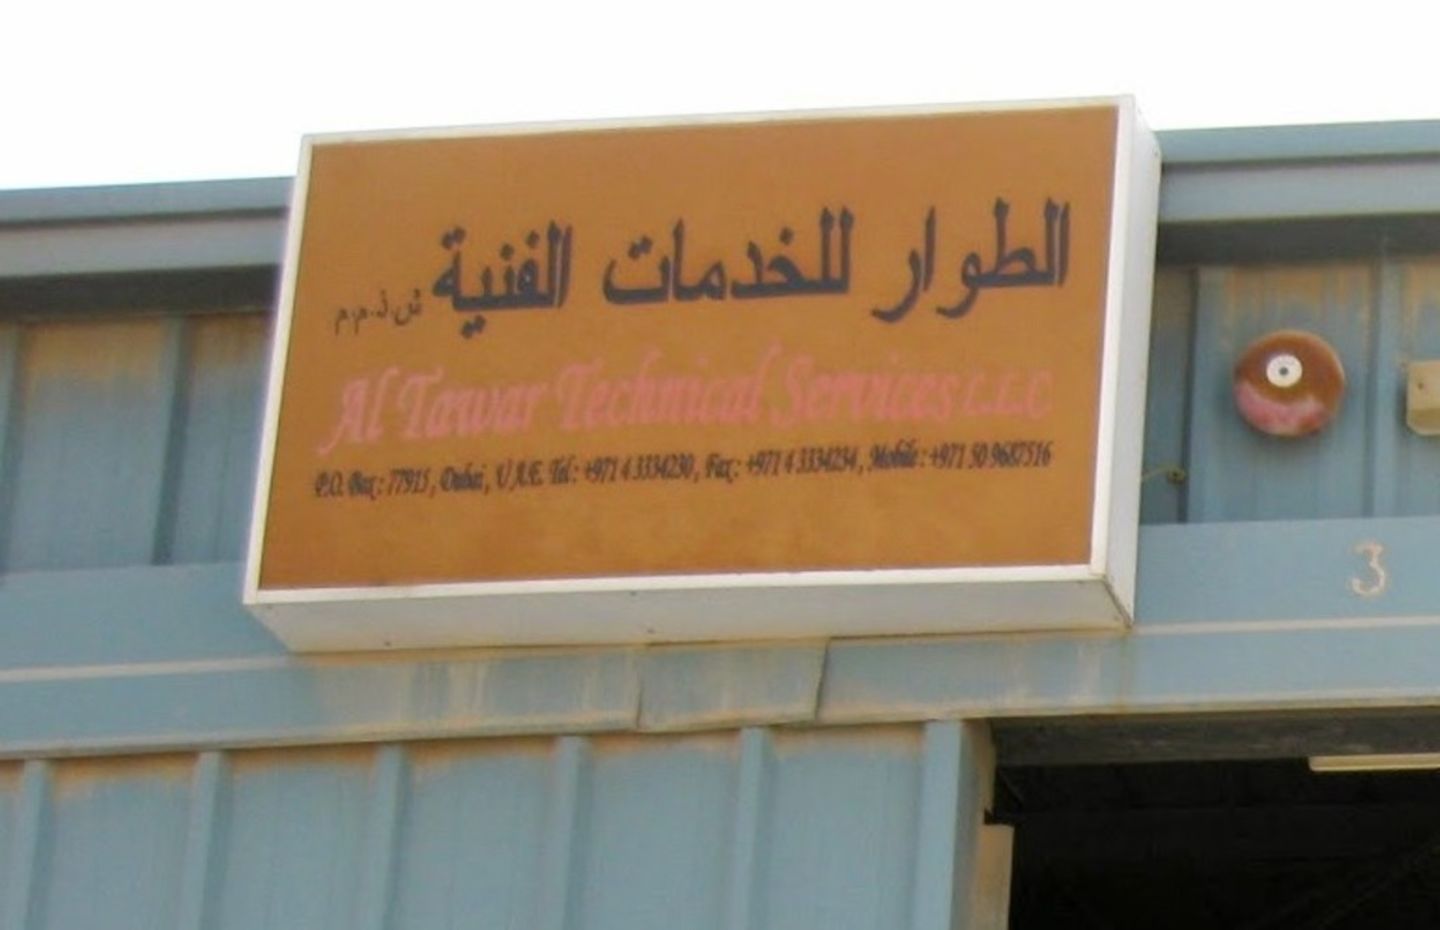 الطوار للخدمات الفنية ش.ذ.م.م
Al Tawar Technical Services L.L.C
P.O. Box : 77915 , Dubai , U.A.E. Tel : +971 4 3334230 , Fax : +971 4 3334234 , Mobile : +971 50 9687516
3